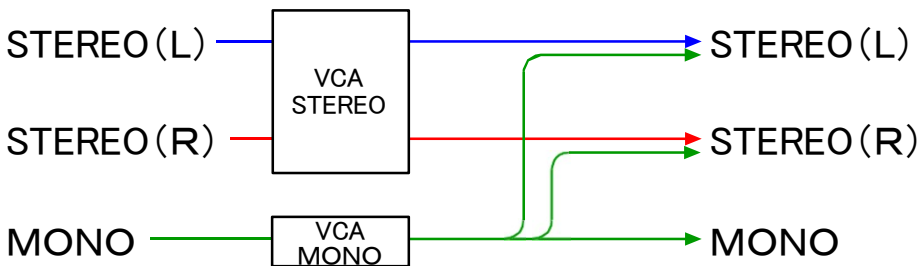 STEREO(L)
VCA
STEREO
STEREO(L)
STEREO(R)
STEREO(R)
MONO
VCA
MONO
MONO